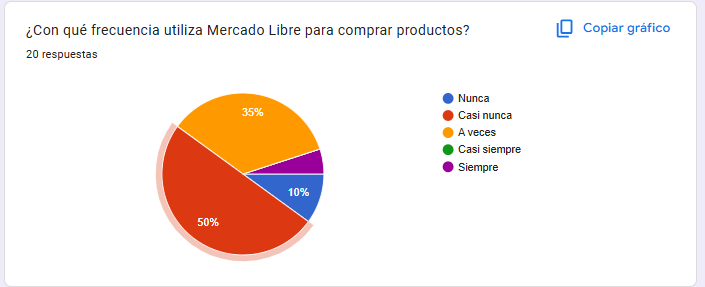 ¿Con qué frecuencia utiliza Mercado Libre para comprar productos?
Copiar gráfico
20 respuestas
35%
10%
50%
Nunca
Casi nunca
A veces
Casi siempre
Siempre